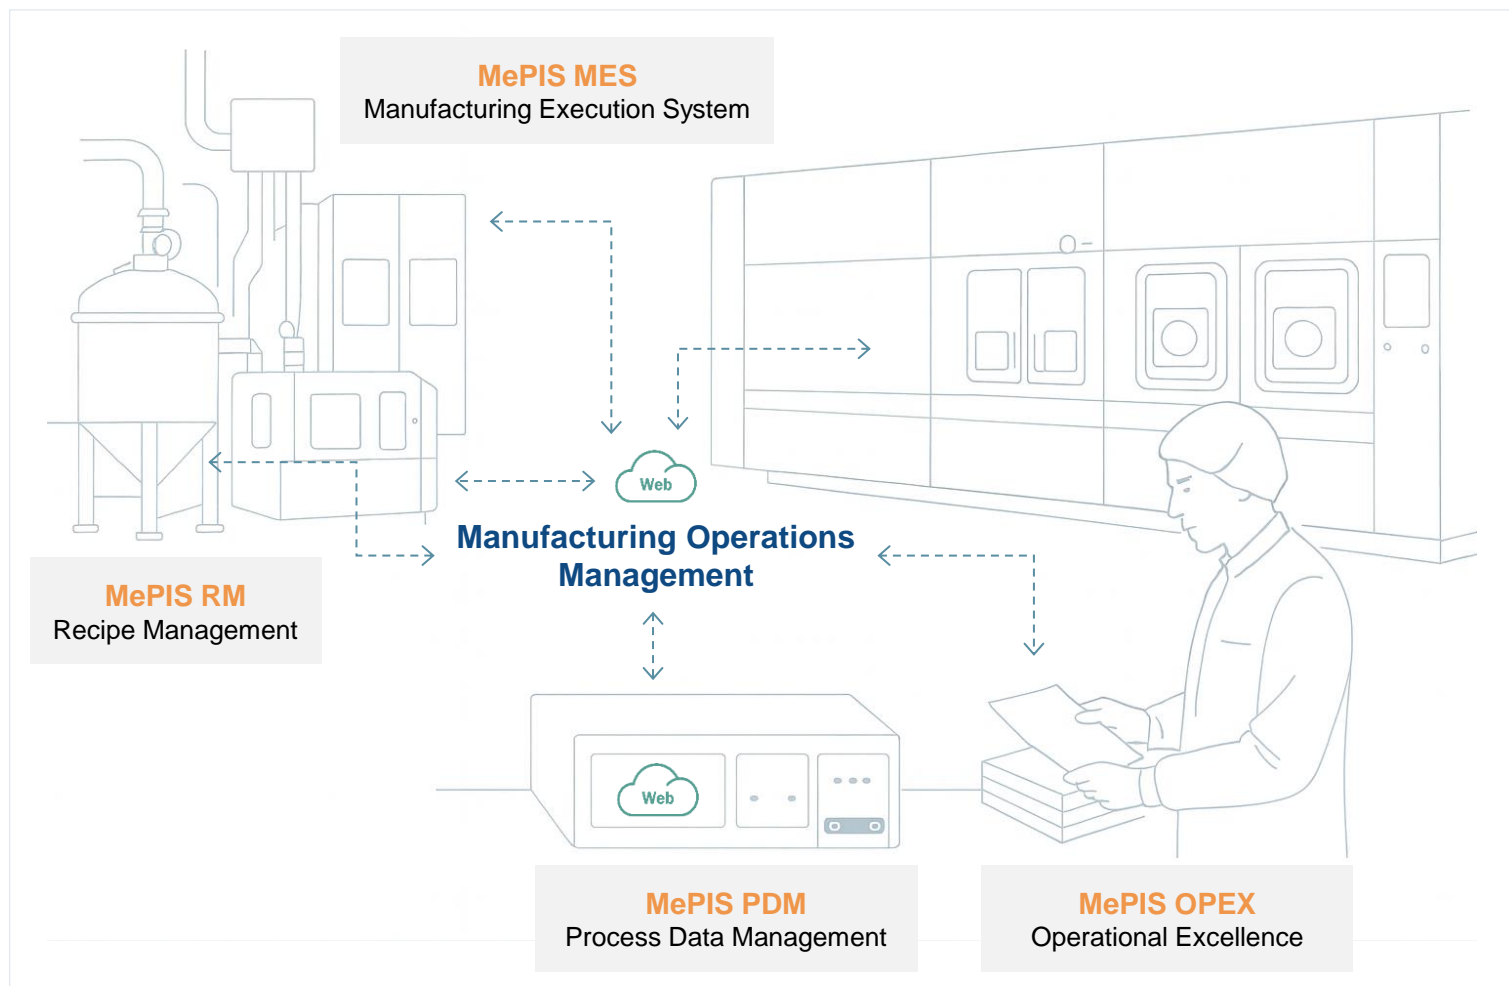 MePIS MES
Manufacturing Execution System
Web
Manufacturing Operations
Management
MePIS RM
Recipe Management
Web
MePIS PDM
Process Data Management
MePIS OPEX
Operational Excellence